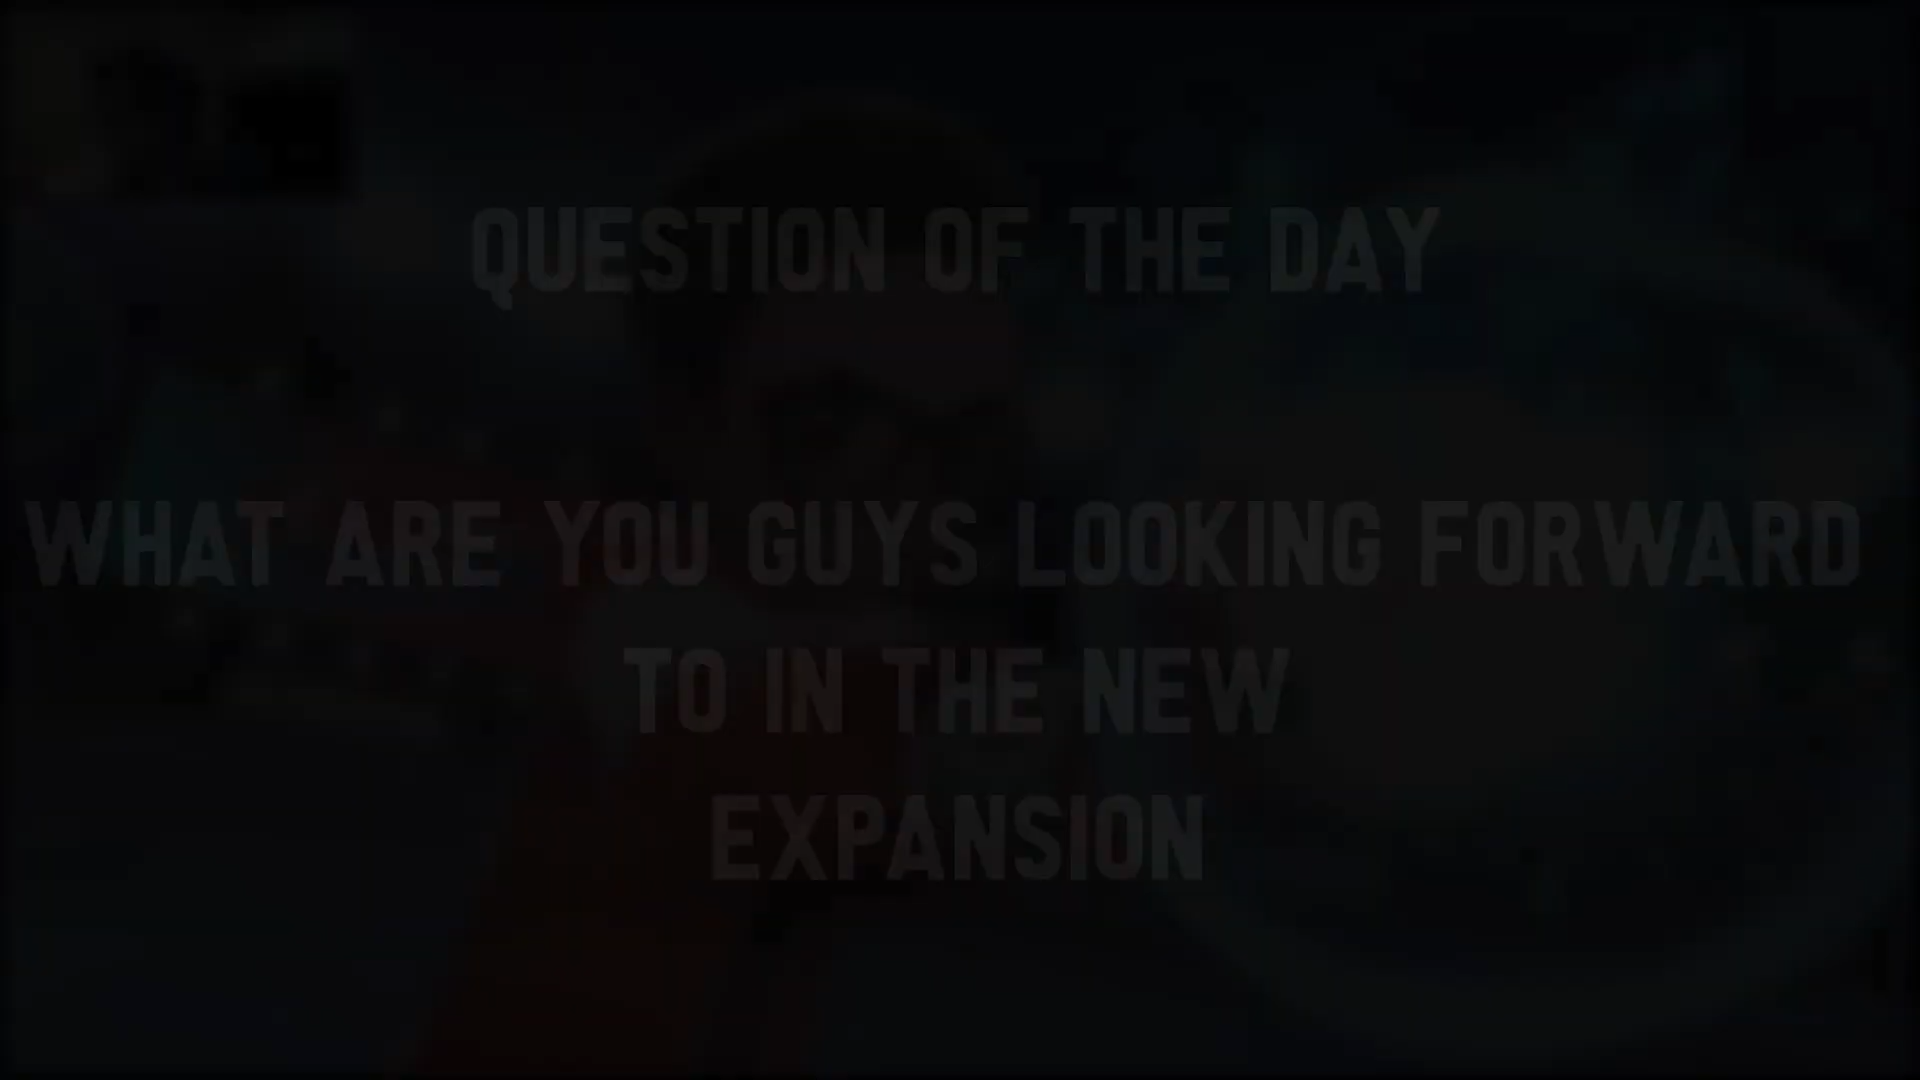 QUESTION OF THE DAY
WHAT ARE YOU GUYS LOOKING FORWARD
TO IN THE NEW
EXPANSION